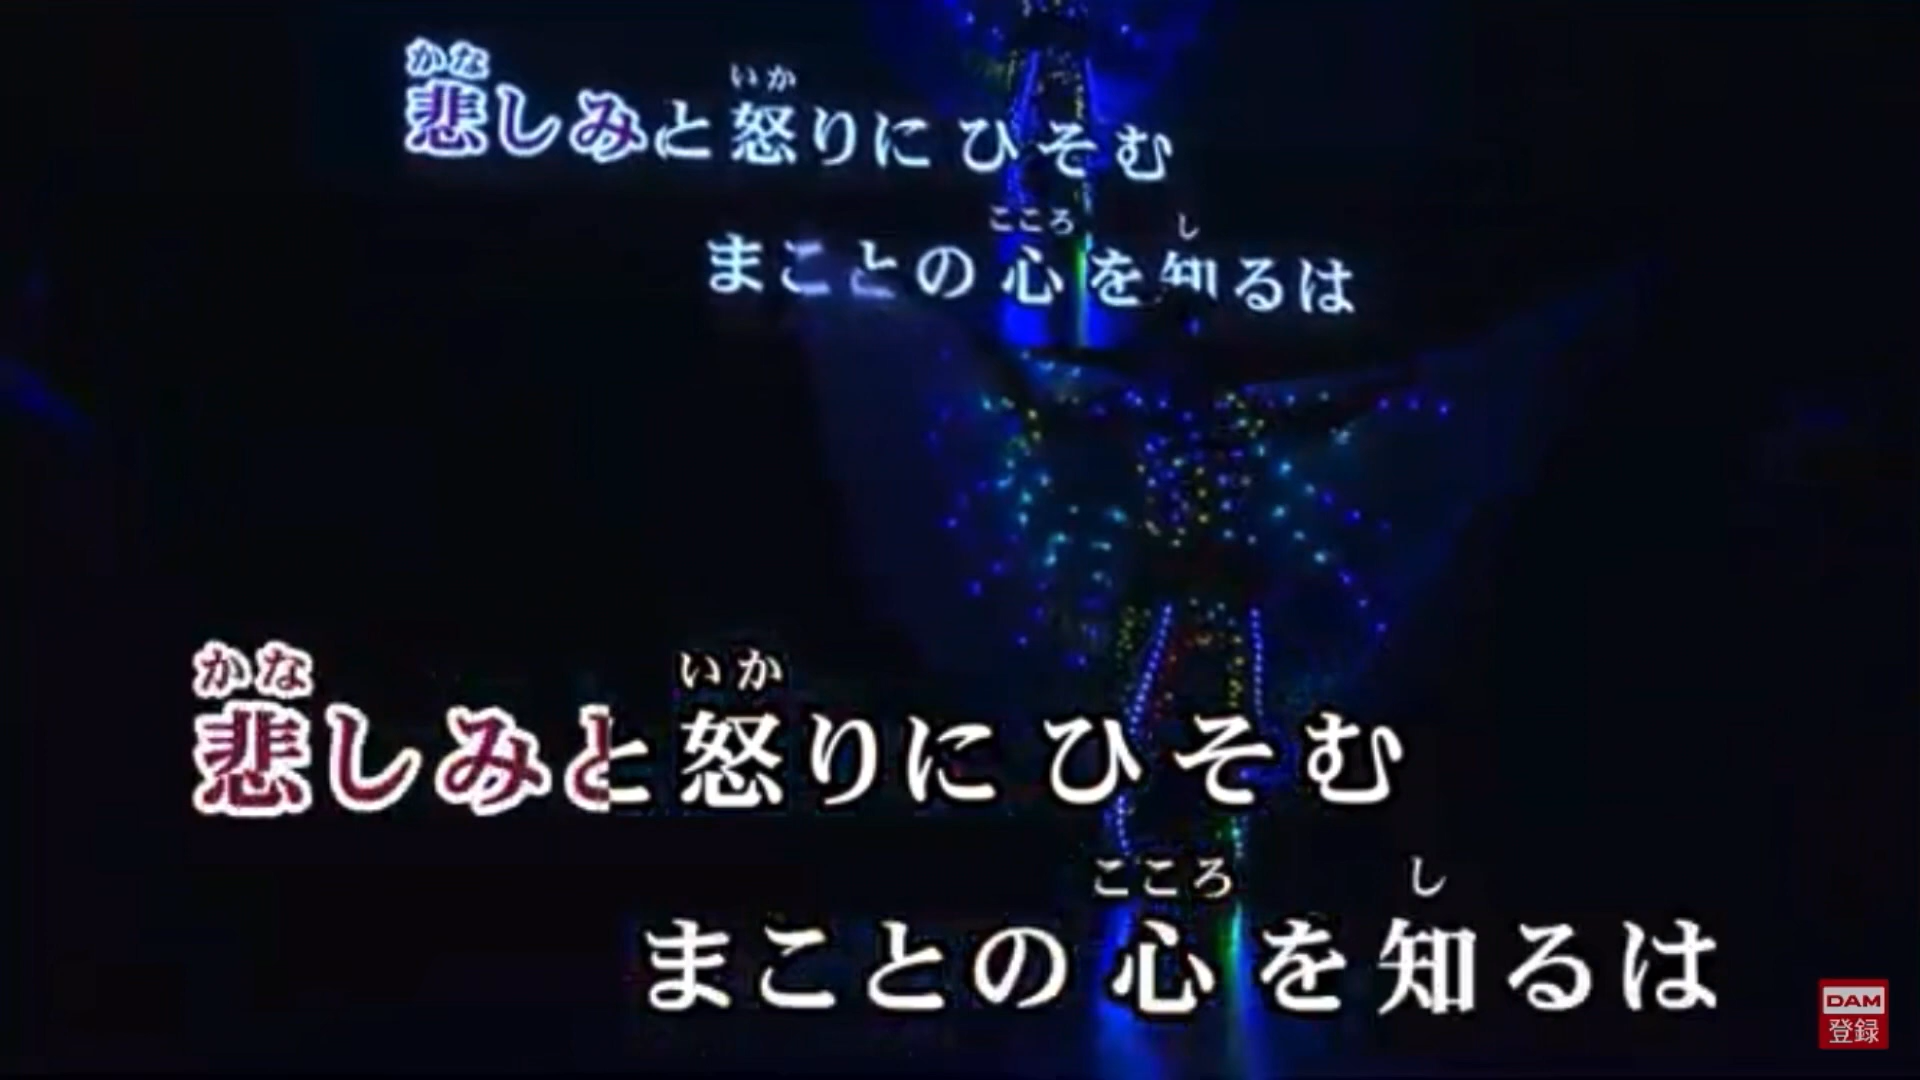 かな いか
悲しみと怒りに ひそむ
こころ し
まことの心を知るは
かな いか
悲しみと怒りに ひそむ
こころ し
まことの心を知るは
DAM
登録